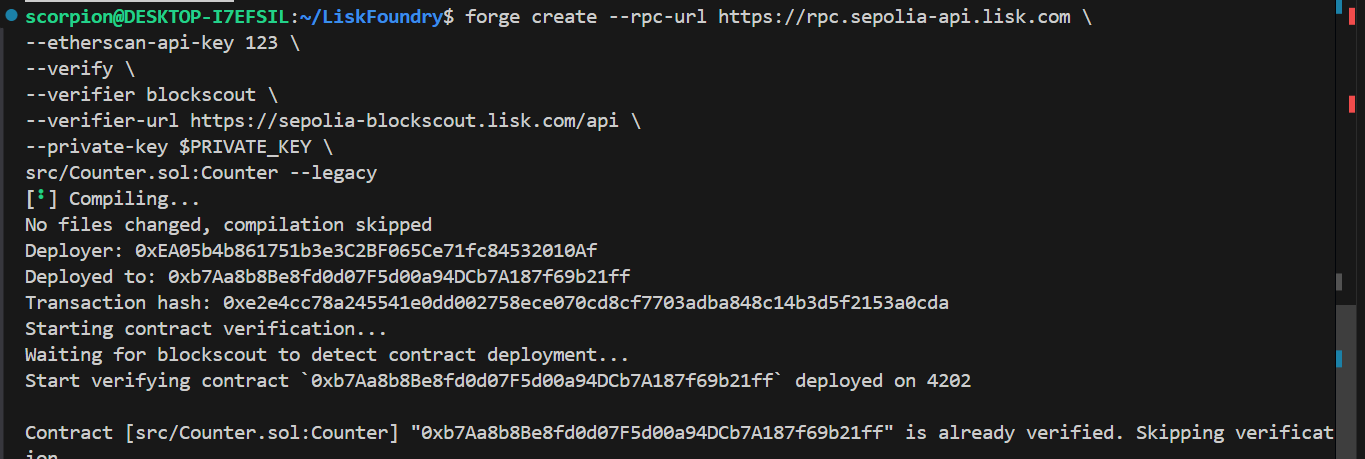 scorpion@DESKTOP-I7EFSIL:~/LiskFoundry$ forge create --rpc-url https://rpc.sepolia-api.lisk.com \
--etherscan-api-key 123 \
--verify \
--verifier blockscout \
--verifier-url https://sepolia-blockscout.lisk.com/api \
--private-key $PRIVATE_KEY \
src/Counter.sol:Counter --legacy
[⠃] Compiling...
No files changed, compilation skipped
Deployer: 0xEA05b4b861751b3e3C2BF065Ce71fc84532010Af
Deployed to: 0xb7Aa8b8Be8fd0d07F5d00a94DCb7A187f69b21ff
Transaction hash: 0xe2e4cc78a245541e0dd002758ece070cd8cf7703adba848c14b3d5f2153a0cda
Starting contract verification...
Waiting for blockscout to detect contract deployment...
Start verifying contract `0xb7Aa8b8Be8fd0d07F5d00a94DCb7A187f69b21ff` deployed on 4202
Contract [src/Counter.sol:Counter] "0xb7Aa8b8Be8fd0d07F5d00a94DCb7A187f69b21ff" is already verified. Skipping verificat
ion.